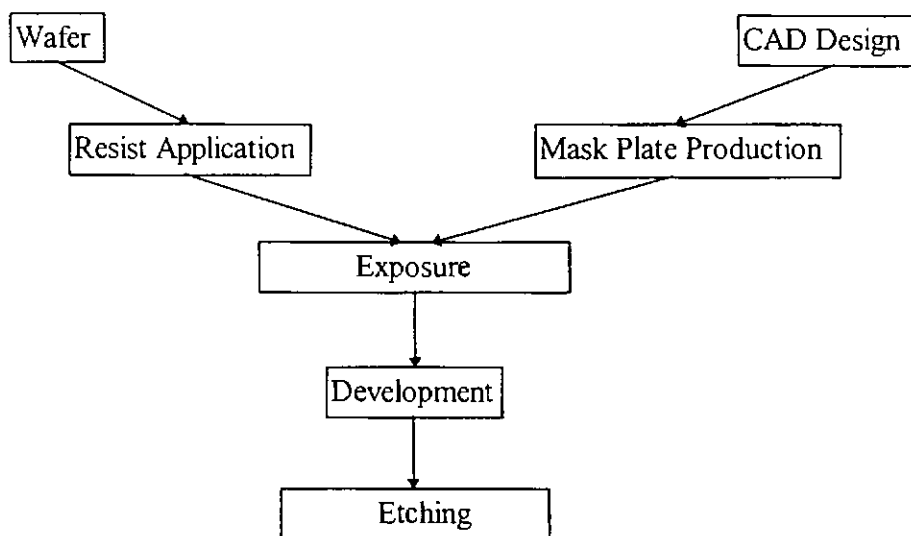 Wafer
CAD Design
Resist Application
Mask Plate Production
Exposure
Development
Etching